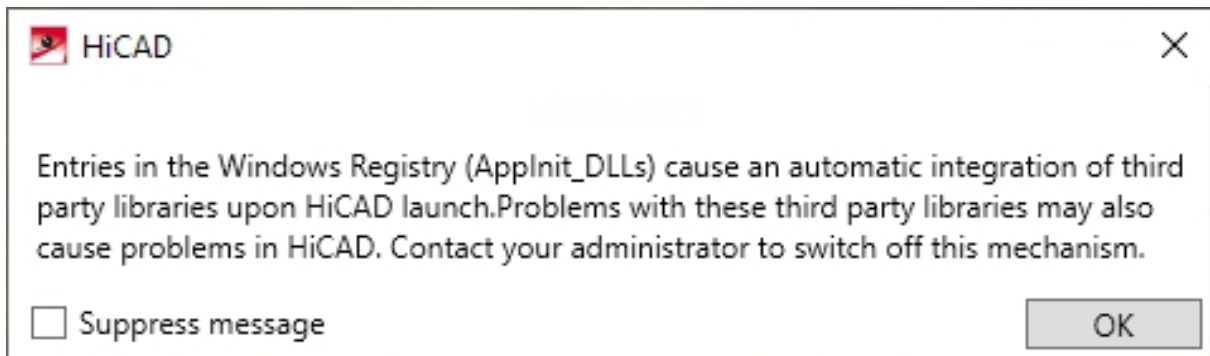 HiCAD
Entries in the Windows Registry (AppInit_DLLs) cause an automatic integration of third
party libraries upon HiCAD launch.Problems with these third party libraries may also
cause problems in HiCAD. Contact your administrator to switch off this mechanism.
Suppress message
OK